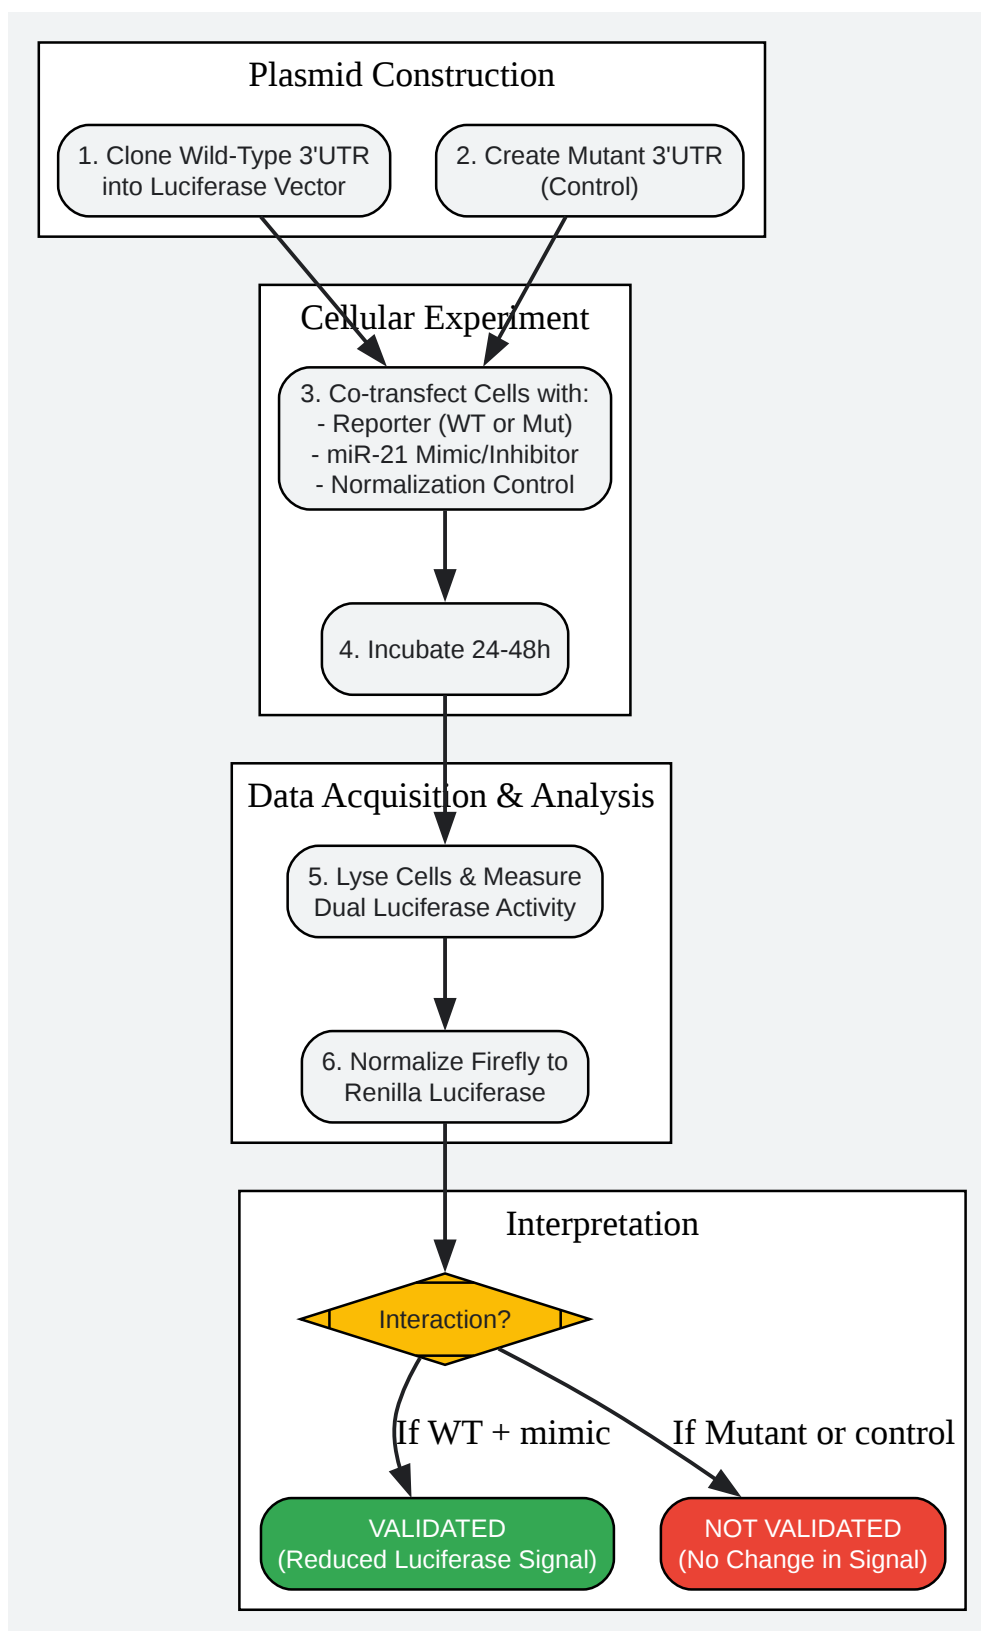 Plasmid Construction
1. Clone Wild-Type 3'UTR
into Luciferase Vector
2. Create Mutant 3'UTR
(Control)
Cellular Experiment
3. Co-transfect Cells with:
- Reporter (WT or Mut)
- miR-21 Mimic/Inhibitor
- Normalization Control
4. Incubate 24-48h
Data Acquisition & Analysis
5. Lyse Cells & Measure
Dual Luciferase Activity
6. Normalize Firefly to
Renilla Luciferase
Interpretation
Interaction?
If WT + mimic
If Mutant or control
VALIDATED
(Reduced Luciferase Signal)
NOT VALIDATED
(No Change in Signal)